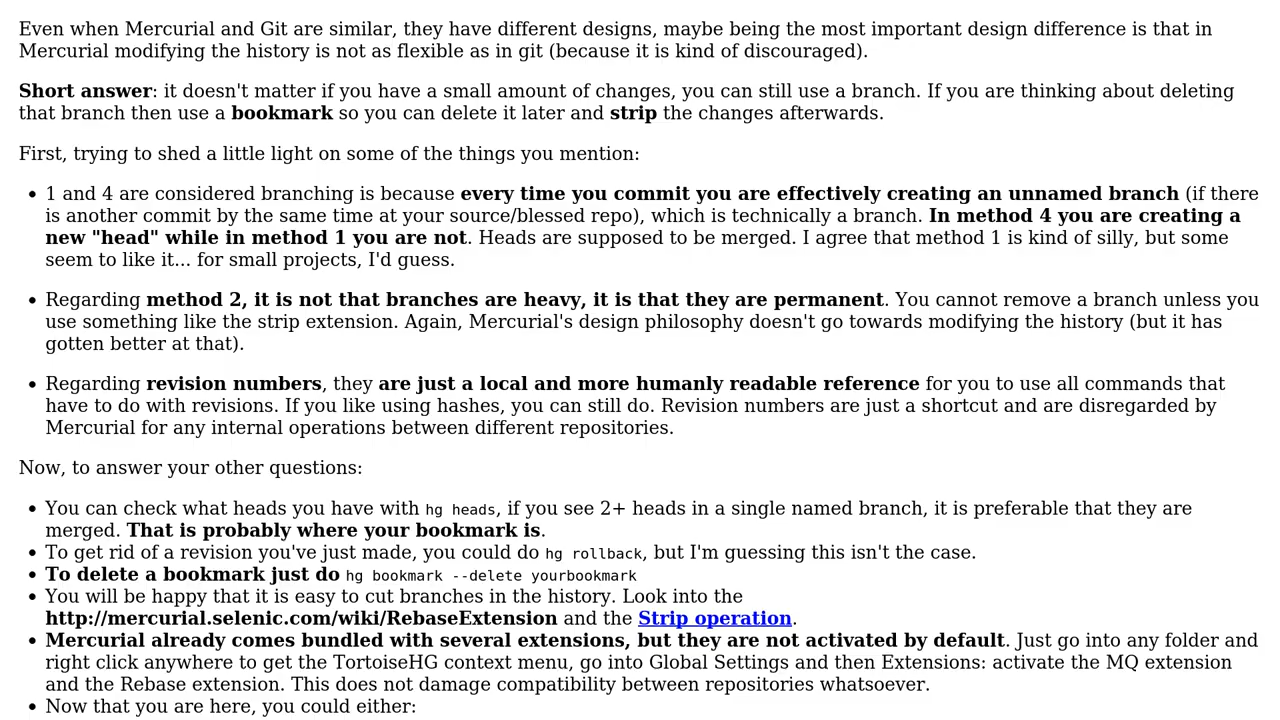 Even when Mercurial and Git are similar, they have different designs, maybe being the most important design difference is that in
Mercurial modifying the history is not as flexible as in git (because it is kind of discouraged).
Short answer: it doesn't matter if you have a small amount of changes, you can still use a branch. If you are thinking about deleting
that branch then use a bookmark so you can delete it later and strip the changes afterwards.
First, trying to shed a little light on some of the things you mention:
• 1 and 4 are considered branching is because every time you commit you are effectively creating an unnamed branch (if there
is another commit by the same time at your source/blessed repo), which is technically a branch. In method 4 you are creating a
new "head" while in method 1 you are not. Heads are supposed to be merged. I agree that method 1 is kind of silly, but some
seem to like it... for small projects, I'd guess.
• Regarding method 2, it is not that branches are heavy, it is that they are permanent. You cannot remove a branch unless you
use something like the strip extension. Again, Mercurial's design philosophy doesn't go towards modifying the history (but it has
gotten better at that).
• Regarding revision numbers, they are just a local and more humanly readable reference for you to use all commands that
have to do with revisions. If you like using hashes, you can still do. Revision numbers are just a shortcut and are disregarded by
Mercurial for any internal operations between different repositories.
Now, to answer your other questions:
• You can check what heads you have with hg heads, if you see 2+ heads in a single named branch, it is preferable that they are
merged. That is probably where your bookmark is.
• To get rid of a revision you've just made, you could do hg rollback, but I'm guessing this isn't the case.
• To delete a bookmark just do hg bookmark --delete yourbookmark
• You will be happy that it is easy to cut branches in the history. Look into the
http://mercurial.selenic.com/wiki/RebaseExtension and the Strip operation.
• Mercurial already comes bundled with several extensions, but they are not activated by default. Just go into any folder and
right click anywhere to get the TortoiseHG context menu, go into Global Settings and then Extensions: activate the MQ extension
and the Rebase extension. This does not damage compatibility between repositories whatsoever.
• Now that you are here, you could either: